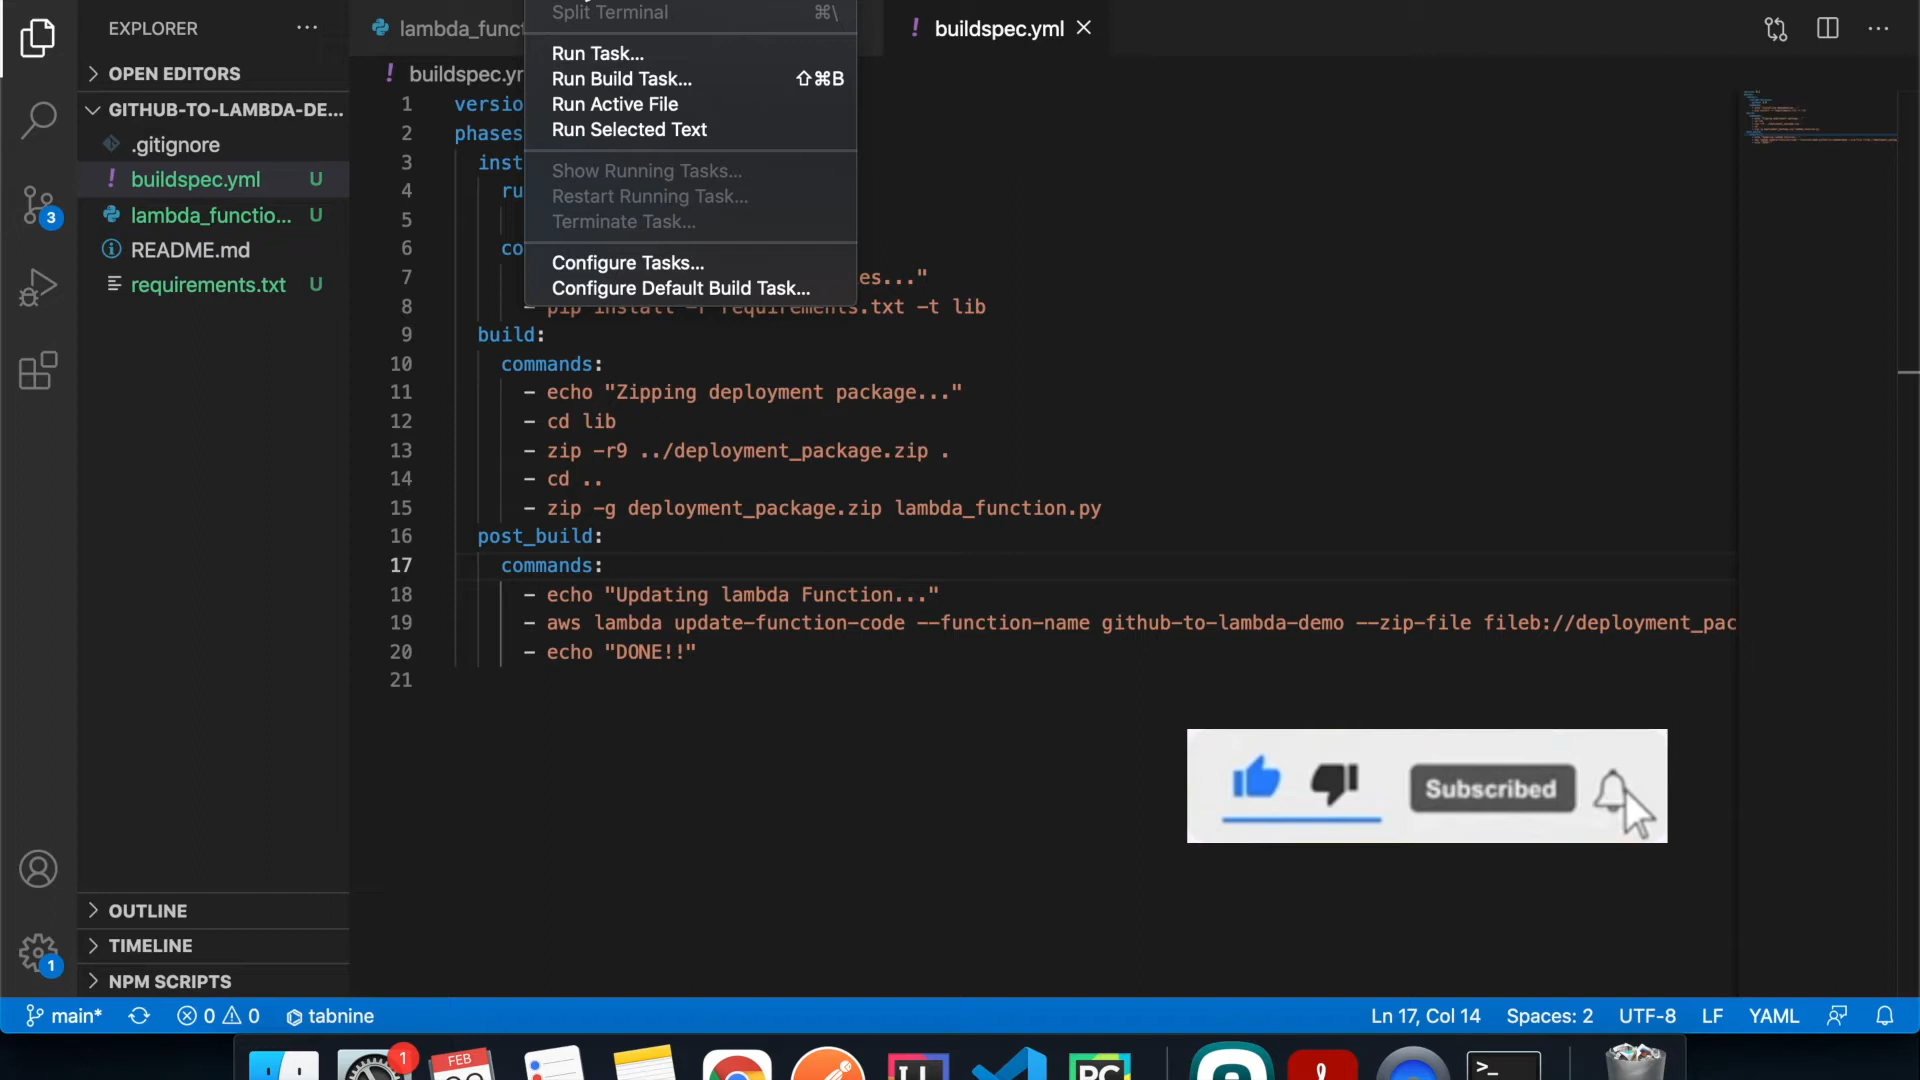 EXPLORER
OPEN EDITORS
GITHUB-TO-LAMBDA-DE...
.gitignore
buildspec.yml U
lambda_functio... U
README.md
requirements.txt U
OUTLINE
TIMELINE
NPM SCRIPTS
3
1
lambda_funct
buildspec.yml
buildspec.yr
Split Terminal ⌘\
Run Task...
Run Build Task... ⇧⌘B
Run Active File
Run Selected Text
Show Running Tasks...
Restart Running Task...
Terminate Task...
Configure Tasks...
Configure Default Build Task...
1 versio
2 phases
3 inst
4 ru
5
6 co
7 es..."
8 - pip install -r requirements.txt -t lib
9 build:
10 commands:
11 - echo "Zipping deployment package..."
12 - cd lib
13 - zip -r9 ../deployment_package.zip .
14 - cd ..
15 - zip -g deployment_package.zip lambda_function.py
16 post_build:
17 commands:
18 - echo "Updating lambda Function..."
19 - aws lambda update-function-code --function-name github-to-lambda-demo --zip-file fileb://deployment_pac
20 - echo "DONE!!"
21
Subscribed
main* 0 0 tabnine
Ln 17, Col 14 Spaces: 2 UTF-8 LF YAML
1
FEB
PC
>_